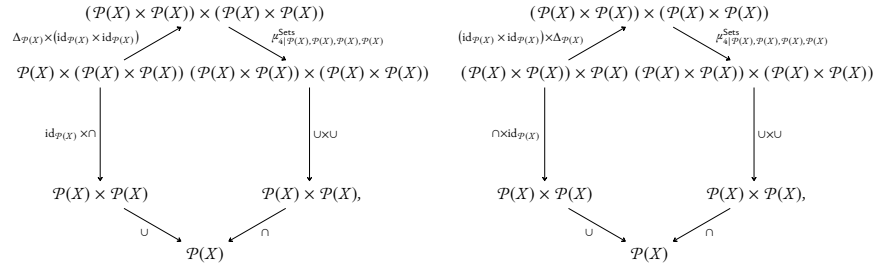 (𝒫(X) × 𝒫(X)) × (𝒫(X) × 𝒫(X))
Δ_{𝒫(X)}×(id_{𝒫(X)}×id_{𝒫(X)})
μ^{Sets}_{4|𝒫(X),𝒫(X),𝒫(X),𝒫(X)}
𝒫(X) × (𝒫(X) × 𝒫(X)) (𝒫(X) × 𝒫(X)) × (𝒫(X) × 𝒫(X))
id_{𝒫(X)}×∩
∪×∪
𝒫(X) × 𝒫(X)
𝒫(X) × 𝒫(X),
∪
∩
𝒫(X)
(𝒫(X) × 𝒫(X)) × (𝒫(X) × 𝒫(X))
(id_{𝒫(X)}×id_{𝒫(X)})×Δ_{𝒫(X)}
μ^{Sets}_{4|𝒫(X),𝒫(X),𝒫(X),𝒫(X)}
(𝒫(X) × 𝒫(X)) × 𝒫(X) (𝒫(X) × 𝒫(X)) × (𝒫(X) × 𝒫(X))
∩×id_{𝒫(X)}
∪×∪
𝒫(X) × 𝒫(X)
𝒫(X) × 𝒫(X),
∪
∩
𝒫(X)